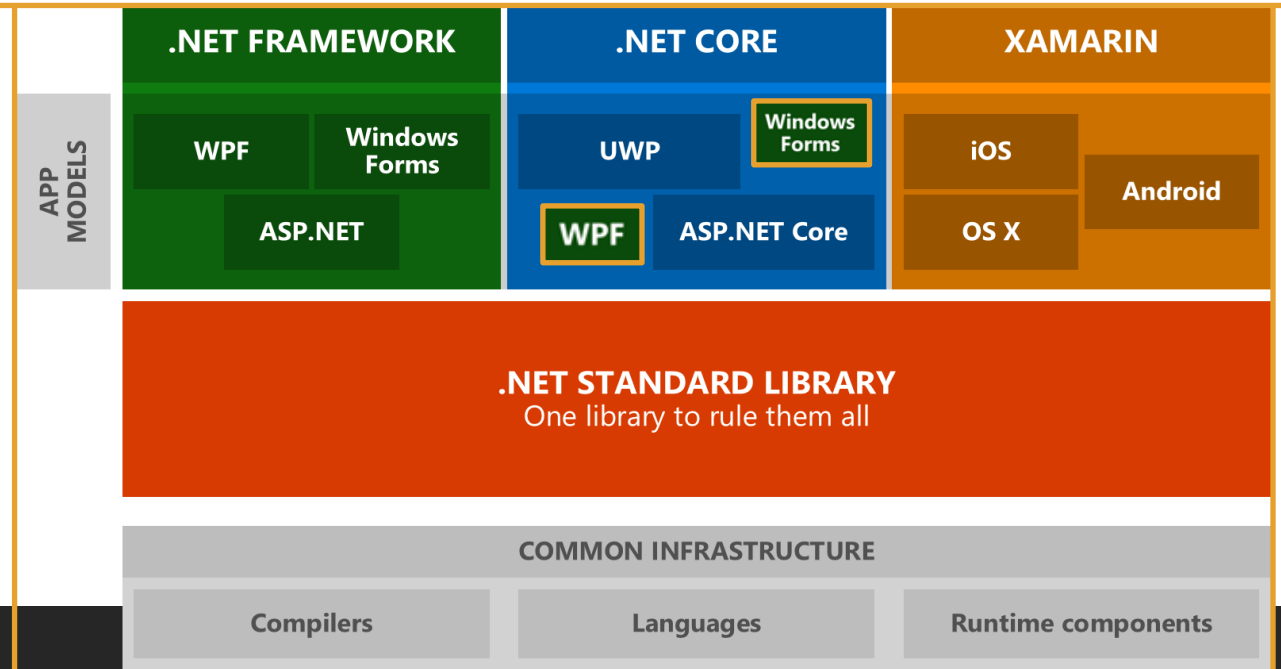 .NET FRAMEWORK
.NET CORE
XAMARIN
APP
MODELS
WPF
Windows
Forms
ASP.NET
UWP
Windows
Forms
WPF
ASP.NET Core
iOS
Android
OS X
.NET STANDARD LIBRARY
One library to rule them all
COMMON INFRASTRUCTURE
Compilers
Languages
Runtime components